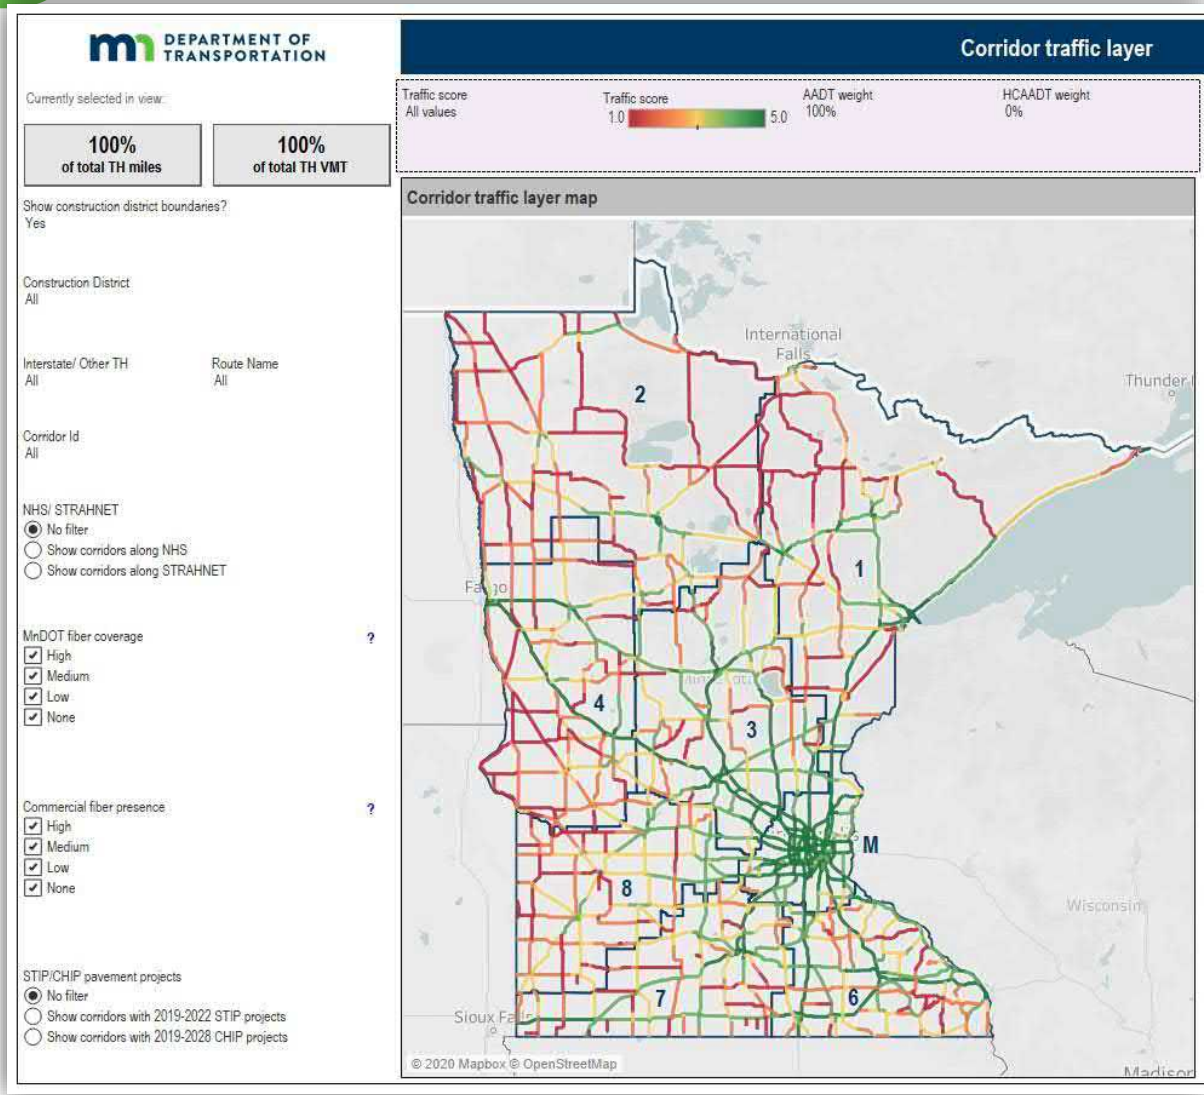 DEPARTMENT OF
TRANSPORTATION
Corridor traffic layer
Currently selected in view:
100%
of total TH miles
100%
of total TH VMT
Traffic score
All values
Traffic score
1.0
5.0
AADT weight
100%
HCAADT weight
0%
Show construction district boundaries?
Yes
Construction District
All
Interstate/ Other TH
All
Route Name
All
Corridor Id
All
NHS/ STRAHNET
No filter
Show corridors along NHS
Show corridors along STRAHNET
MnDOT fiber coverage ?
High
Medium
Low
None
Commercial fiber presence ?
High
Medium
Low
None
STIP/CHIP pavement projects
No filter
Show corridors with 2019-2022 STIP projects
Show corridors with 2019-2028 CHIP projects
Corridor traffic layer map
International
Falls
Thunder
2
1
Fargo
4
3
M
8
Wisconsin
7
6
Sioux Falls
© 2020 Mapbox © OpenStreetMap
Madison